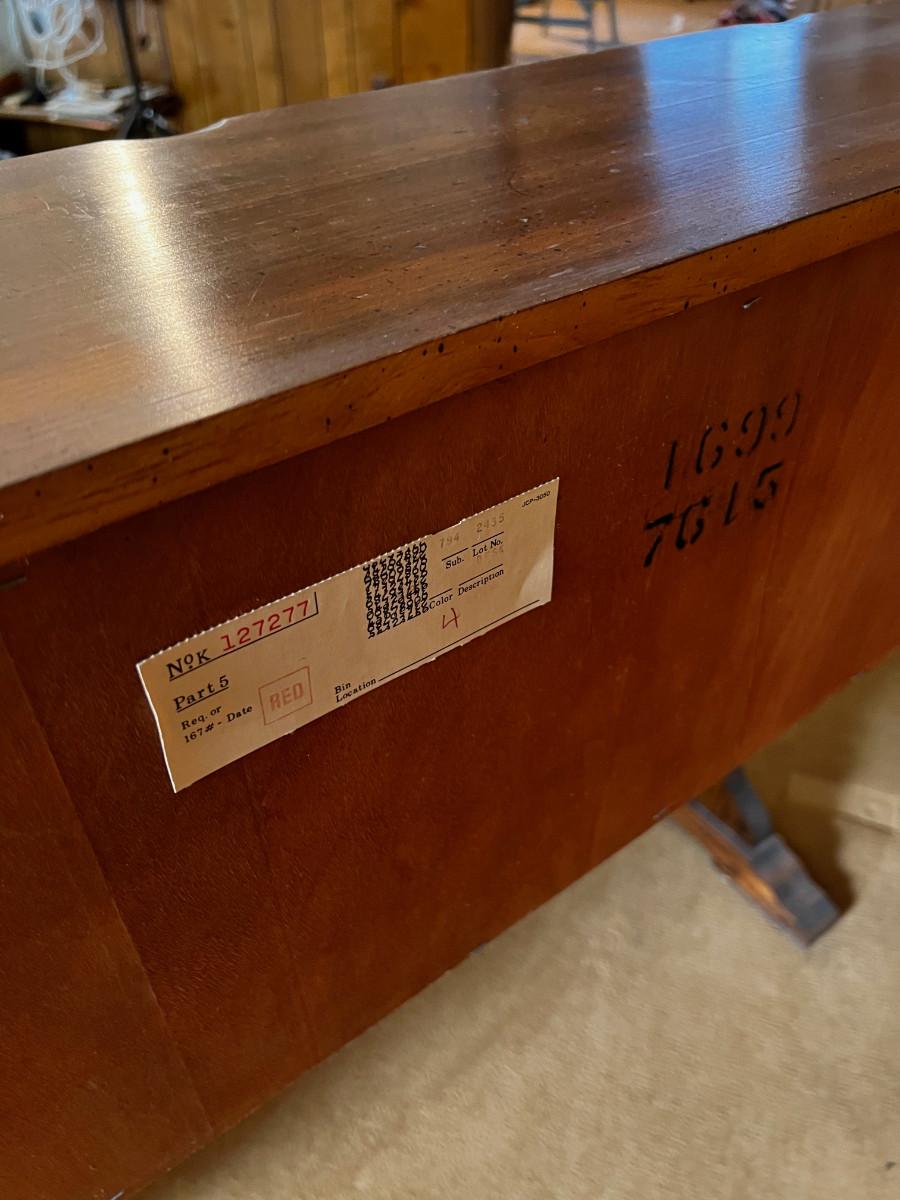 NoK 127277
Part 5
Req. or
167# - Date
RED
Bin
Location
794 2435
Sub. Lot No.
Color Description
4
JCP-3050
1699
7615